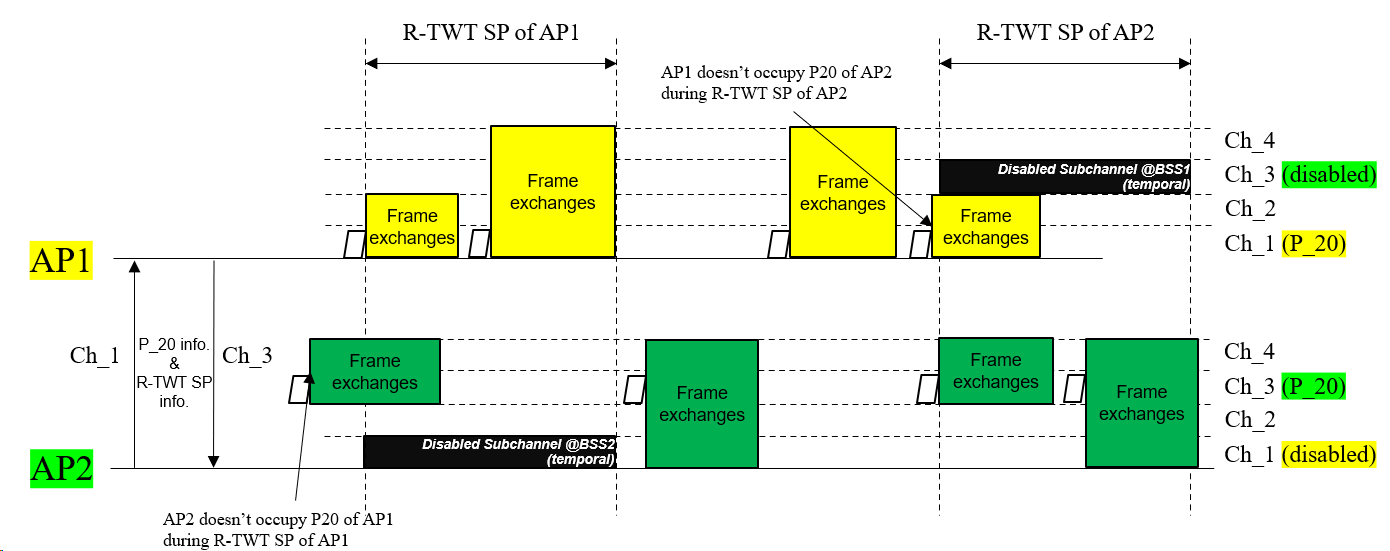 R-TWT SP of AP1
R-TWT SP of AP2
AP1 doesn't occupy P20 of AP2
during R-TWT SP of AP2
Ch_4
Disabled Subchannel @BSS1
(temporal)
Ch_3 (disabled)
Frame
exchanges
Frame
exchanges
Frame
exchanges
Frame
exchanges
Ch_2
Ch_1 (P_20)
AP1
Ch_1
P_20 info.
&
R-TWT SP
info.
Ch_3
Frame
exchanges
Frame
exchanges
Frame
exchanges
Frame
exchanges
Ch_4
Ch_3 (P_20)
Ch_2
Disabled Subchannel @BSS2
(temporal)
Ch_1 (disabled)
AP2
AP2 doesn't occupy P20 of AP1
during R-TWT SP of AP1